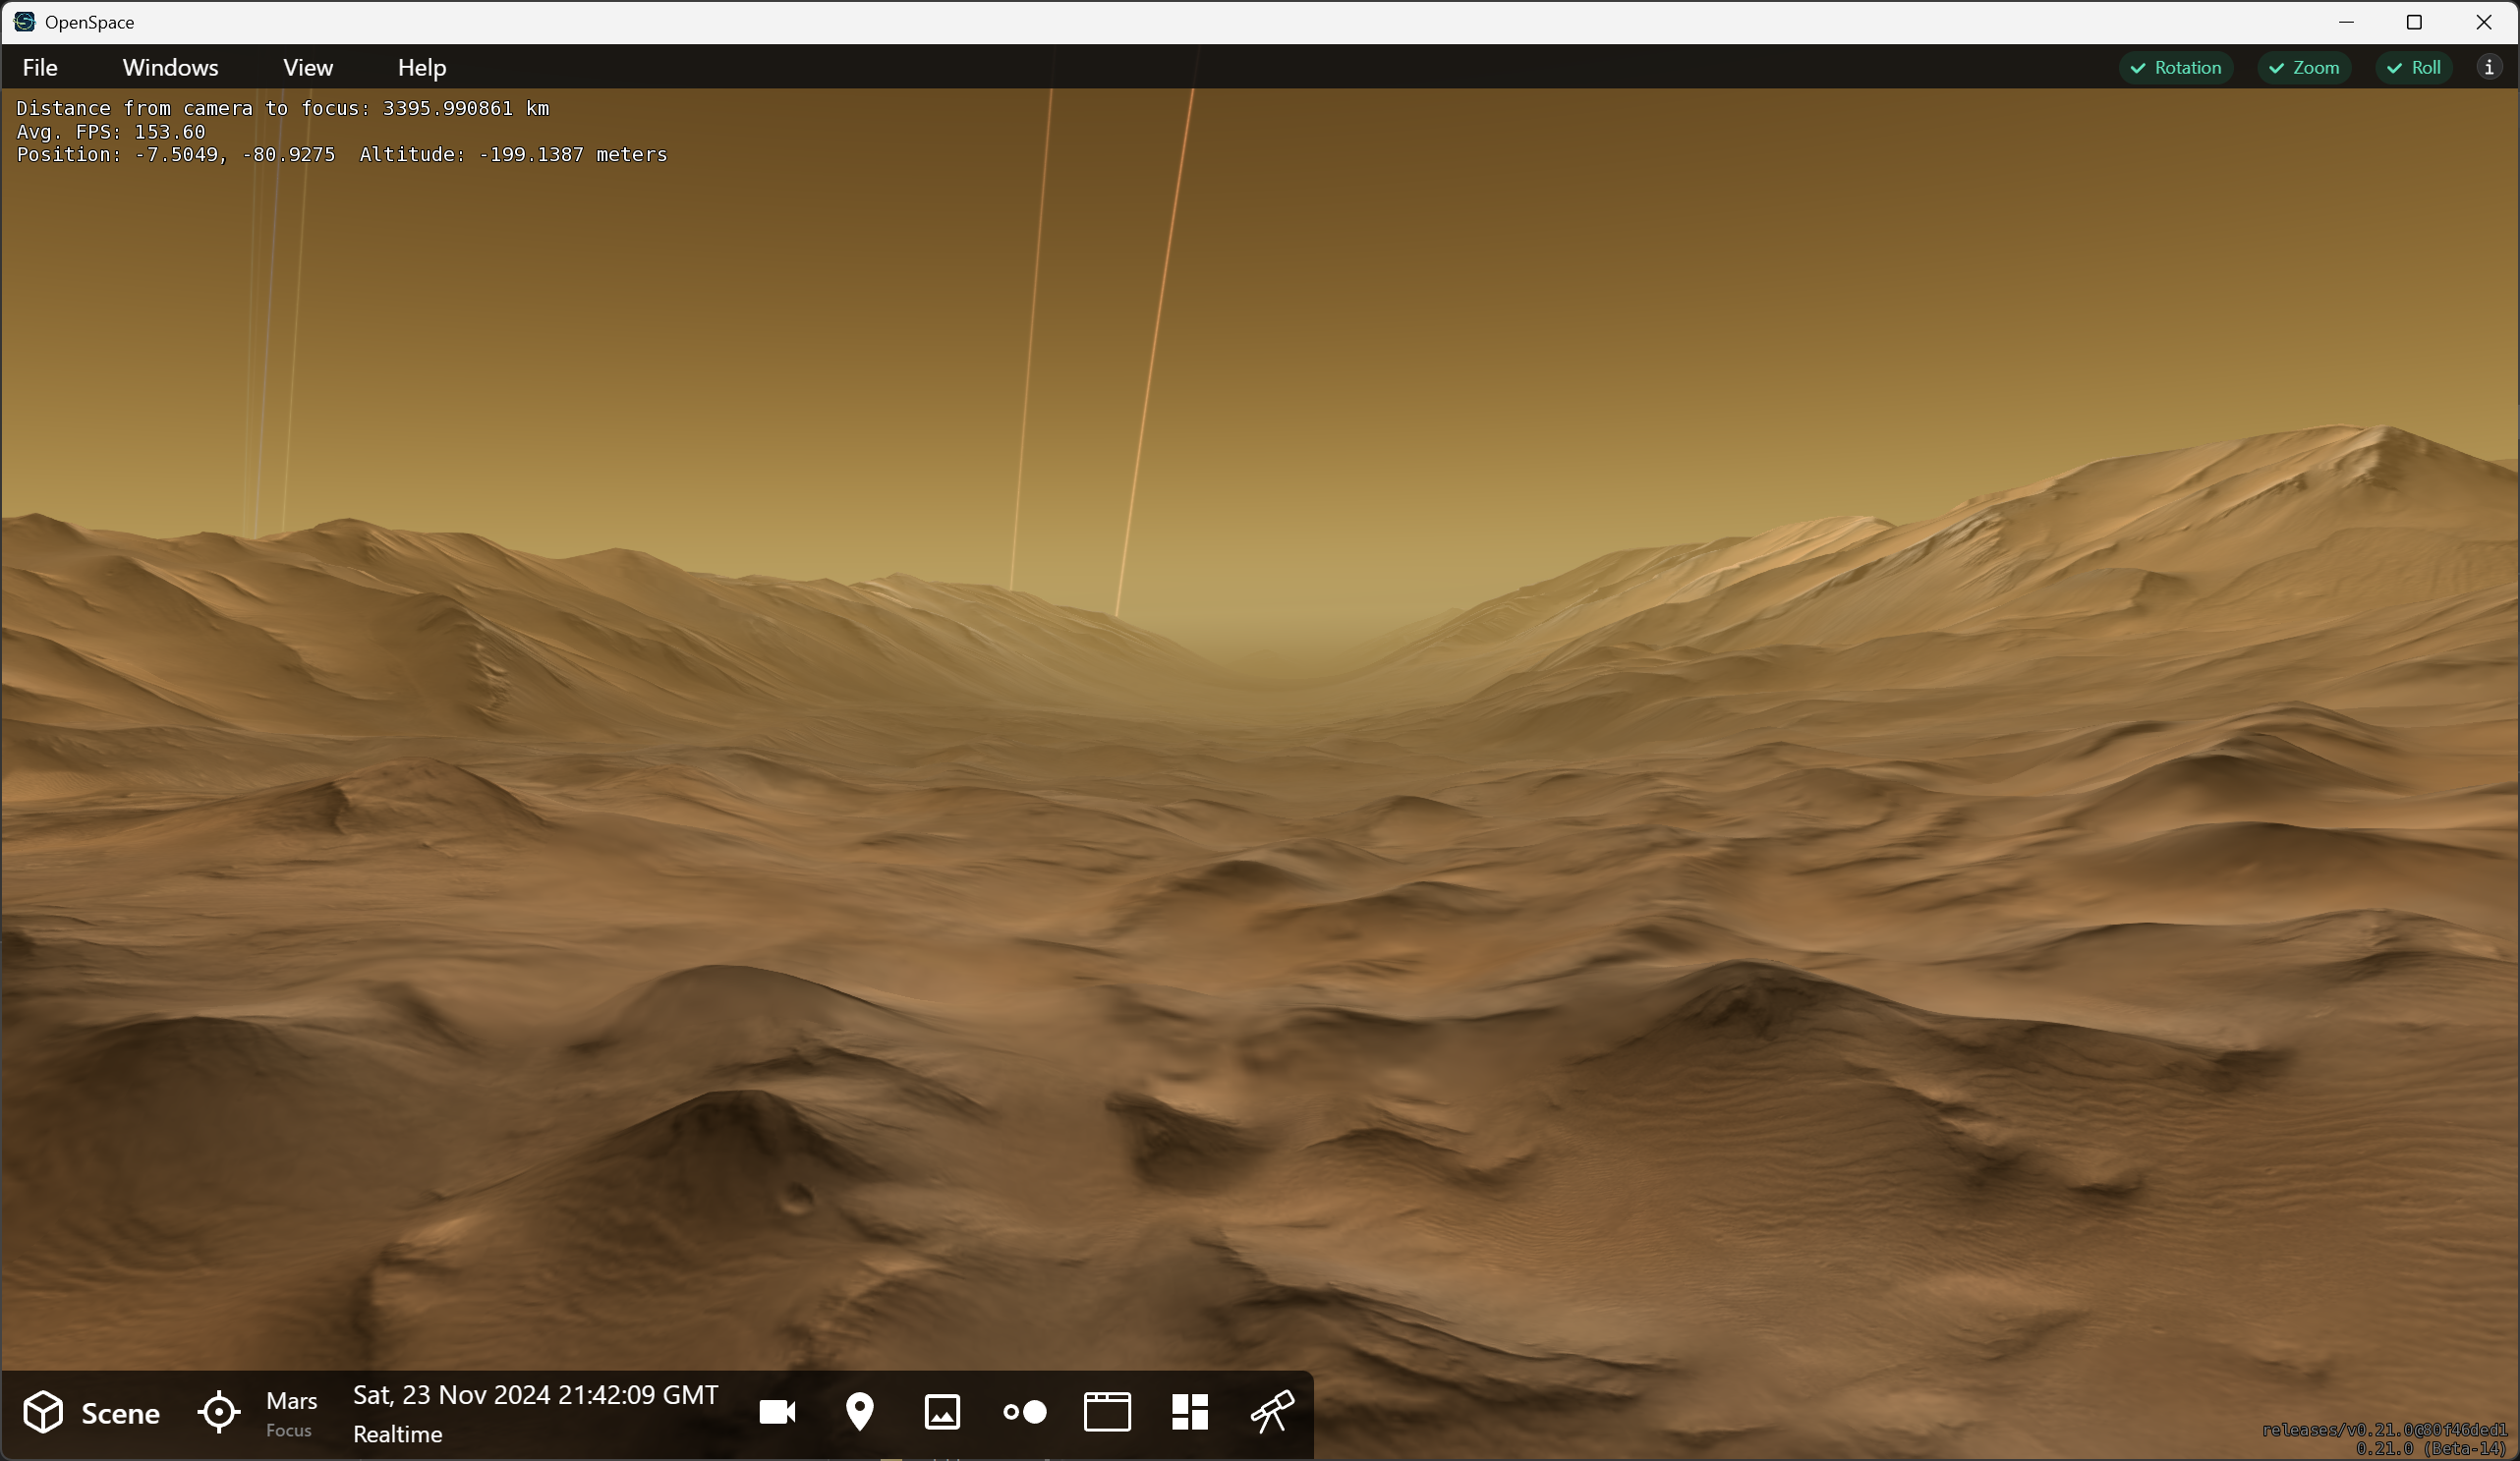 OpenSpace
File Windows View Help Rotation Zoom Roll
Distance from camera to focus: 3395.990861 km
Avg. FPS: 153.60
Position: -7.5049, -80.9275 Altitude: -199.1387 meters
Scene
Mars
Focus
Sat, 23 Nov 2024 21:42:09 GMT
Realtime
releases/v0.21.0@80f46ded1
0.21.0 (Beta-14)